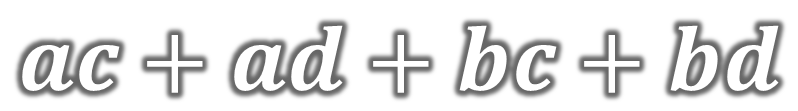 ac + ad + bc + bd